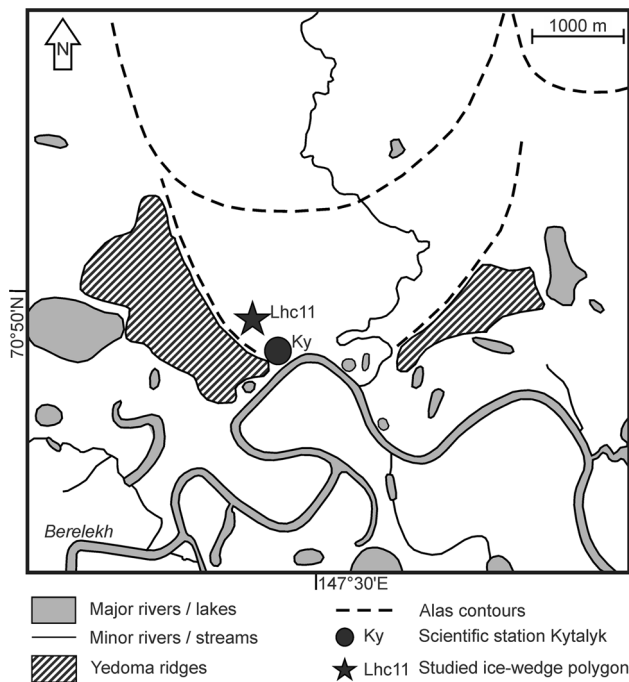 N
1000 m
Lhc11
Ky
70°50'N
Berelekh
147°30'E
Major rivers / lakes
Minor rivers / streams
Yedoma ridges
Alas contours
Ky Scientific station Kytalyk
Lhc11 Studied ice-wedge polygon